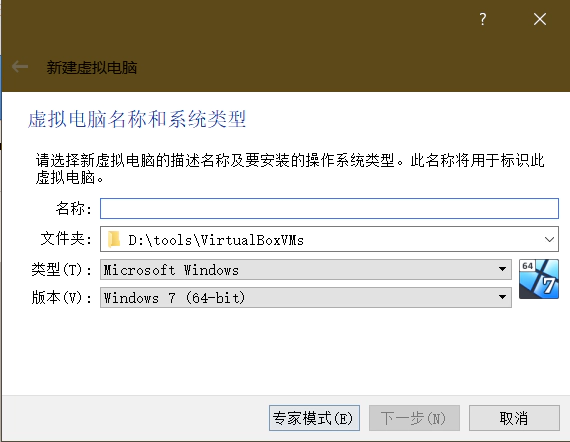 ?
新建虚拟电脑
虚拟电脑名称和系统类型
请选择新虚拟电脑的描述名称及要安装的操作系统类型。此名称将用于标识此
虚拟电脑。
名称:
文件夹: D:\tools\VirtualBoxVMs
类型(T): Microsoft Windows
64
7
版本(V): Windows 7 (64-bit)
专家模式(E) 下一步(N) 取消